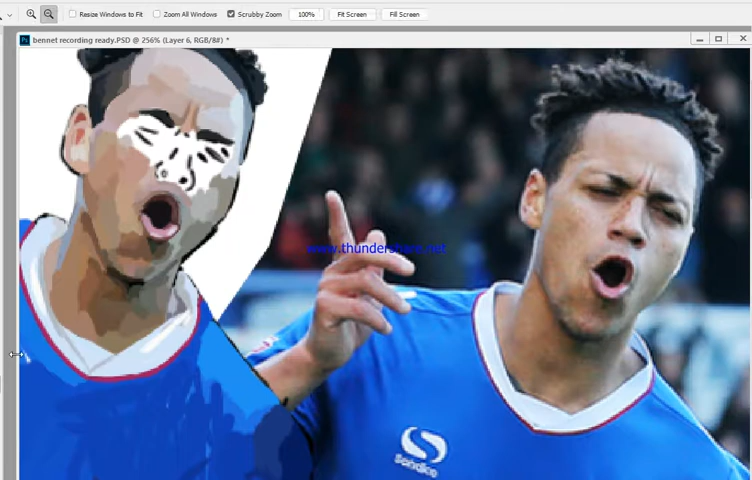 Resize Windows to Fit
Zoom All Windows
Scrubby Zoom
100%
Fit Screen
Fill Screen
Ps bennet recording ready.PSD @ 256% (Layer 6, RGB/8#) *
www.thundershare.net
Sondico